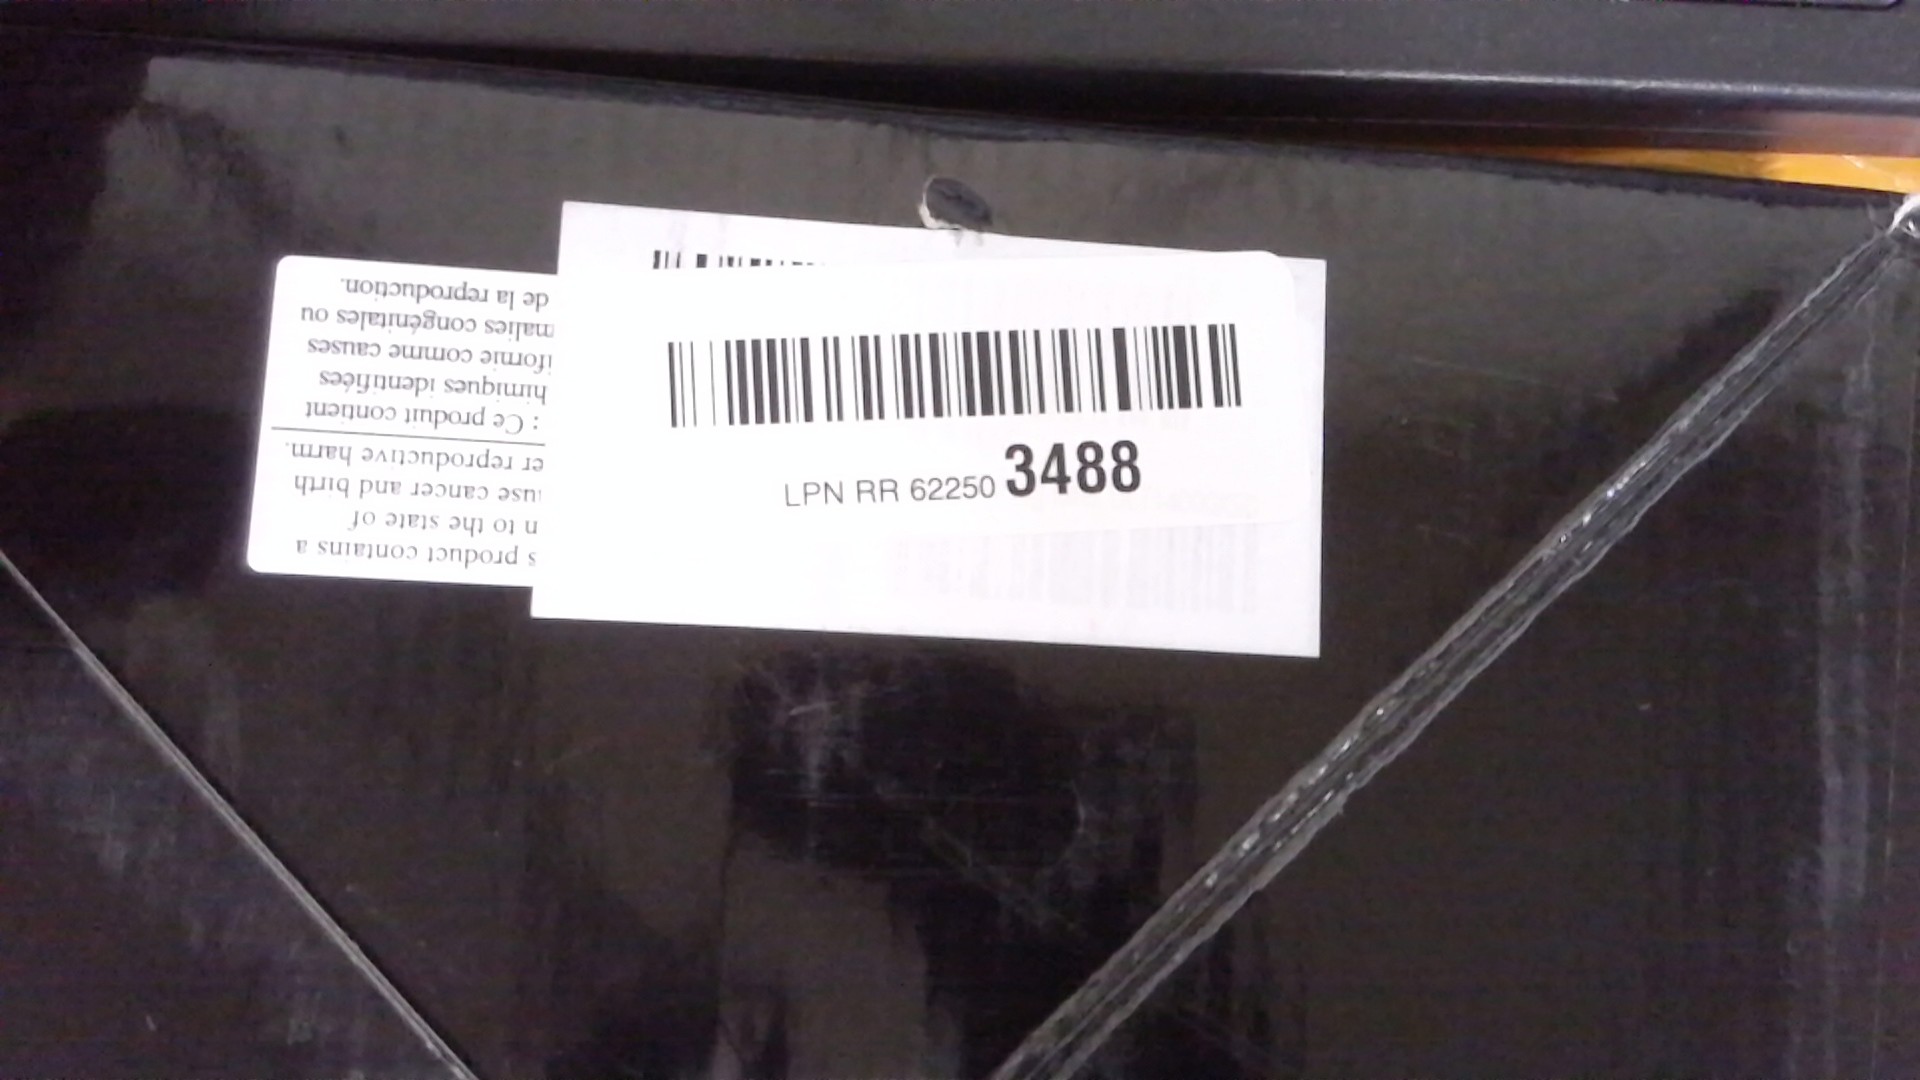 LPN RR 62250 3488
s product contains a
n to the state of
use cancer and birth
er reproductive harm.
: Ce produit contient
himiques identifiées
ifornie comme causes
malies congénitales ou
de la reproduction.